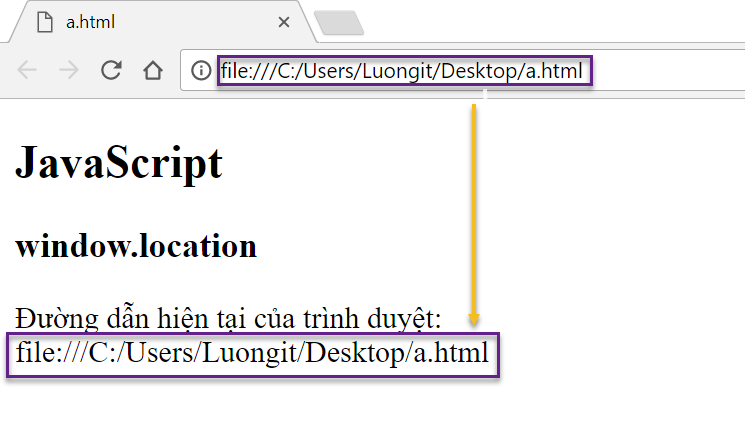 a.html
file:///C:/Users/Luongit/Desktop/a.html
JavaScript
window.location
Đường dẫn hiện tại của trình duyệt:
file:///C:/Users/Luongit/Desktop/a.html